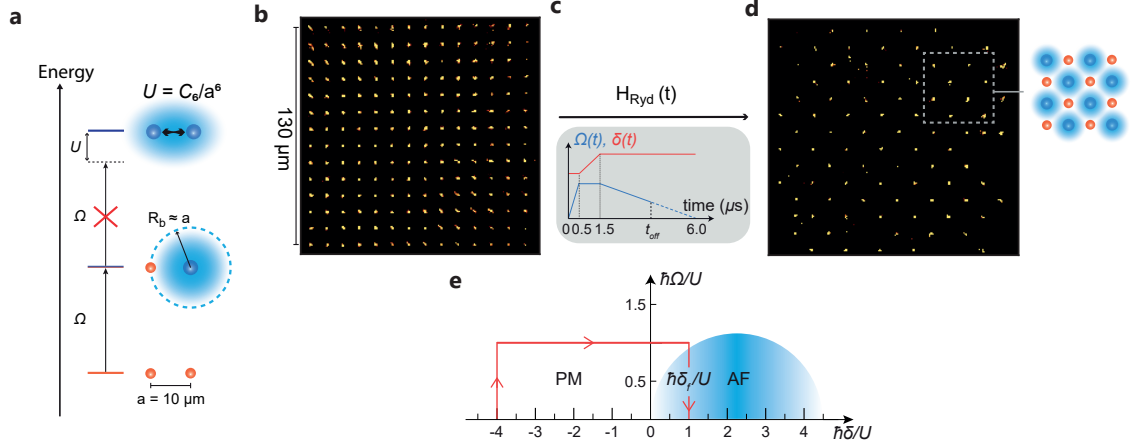 a
Energy
U = C₆/a⁶
U
Ω
R_b ≈ a
Ω
a = 10 μm
b
130 μm
c
H_Ryd (t)
Ω(t), δ(t)
time (μs)
0 0.5 1.5 t_off 6.0
d
e
ħΩ/U
1.5
0.5
PM
ħδ_f/U
AF
-4 -3 -2 -1 0 1 2 3 4
ħδ/U